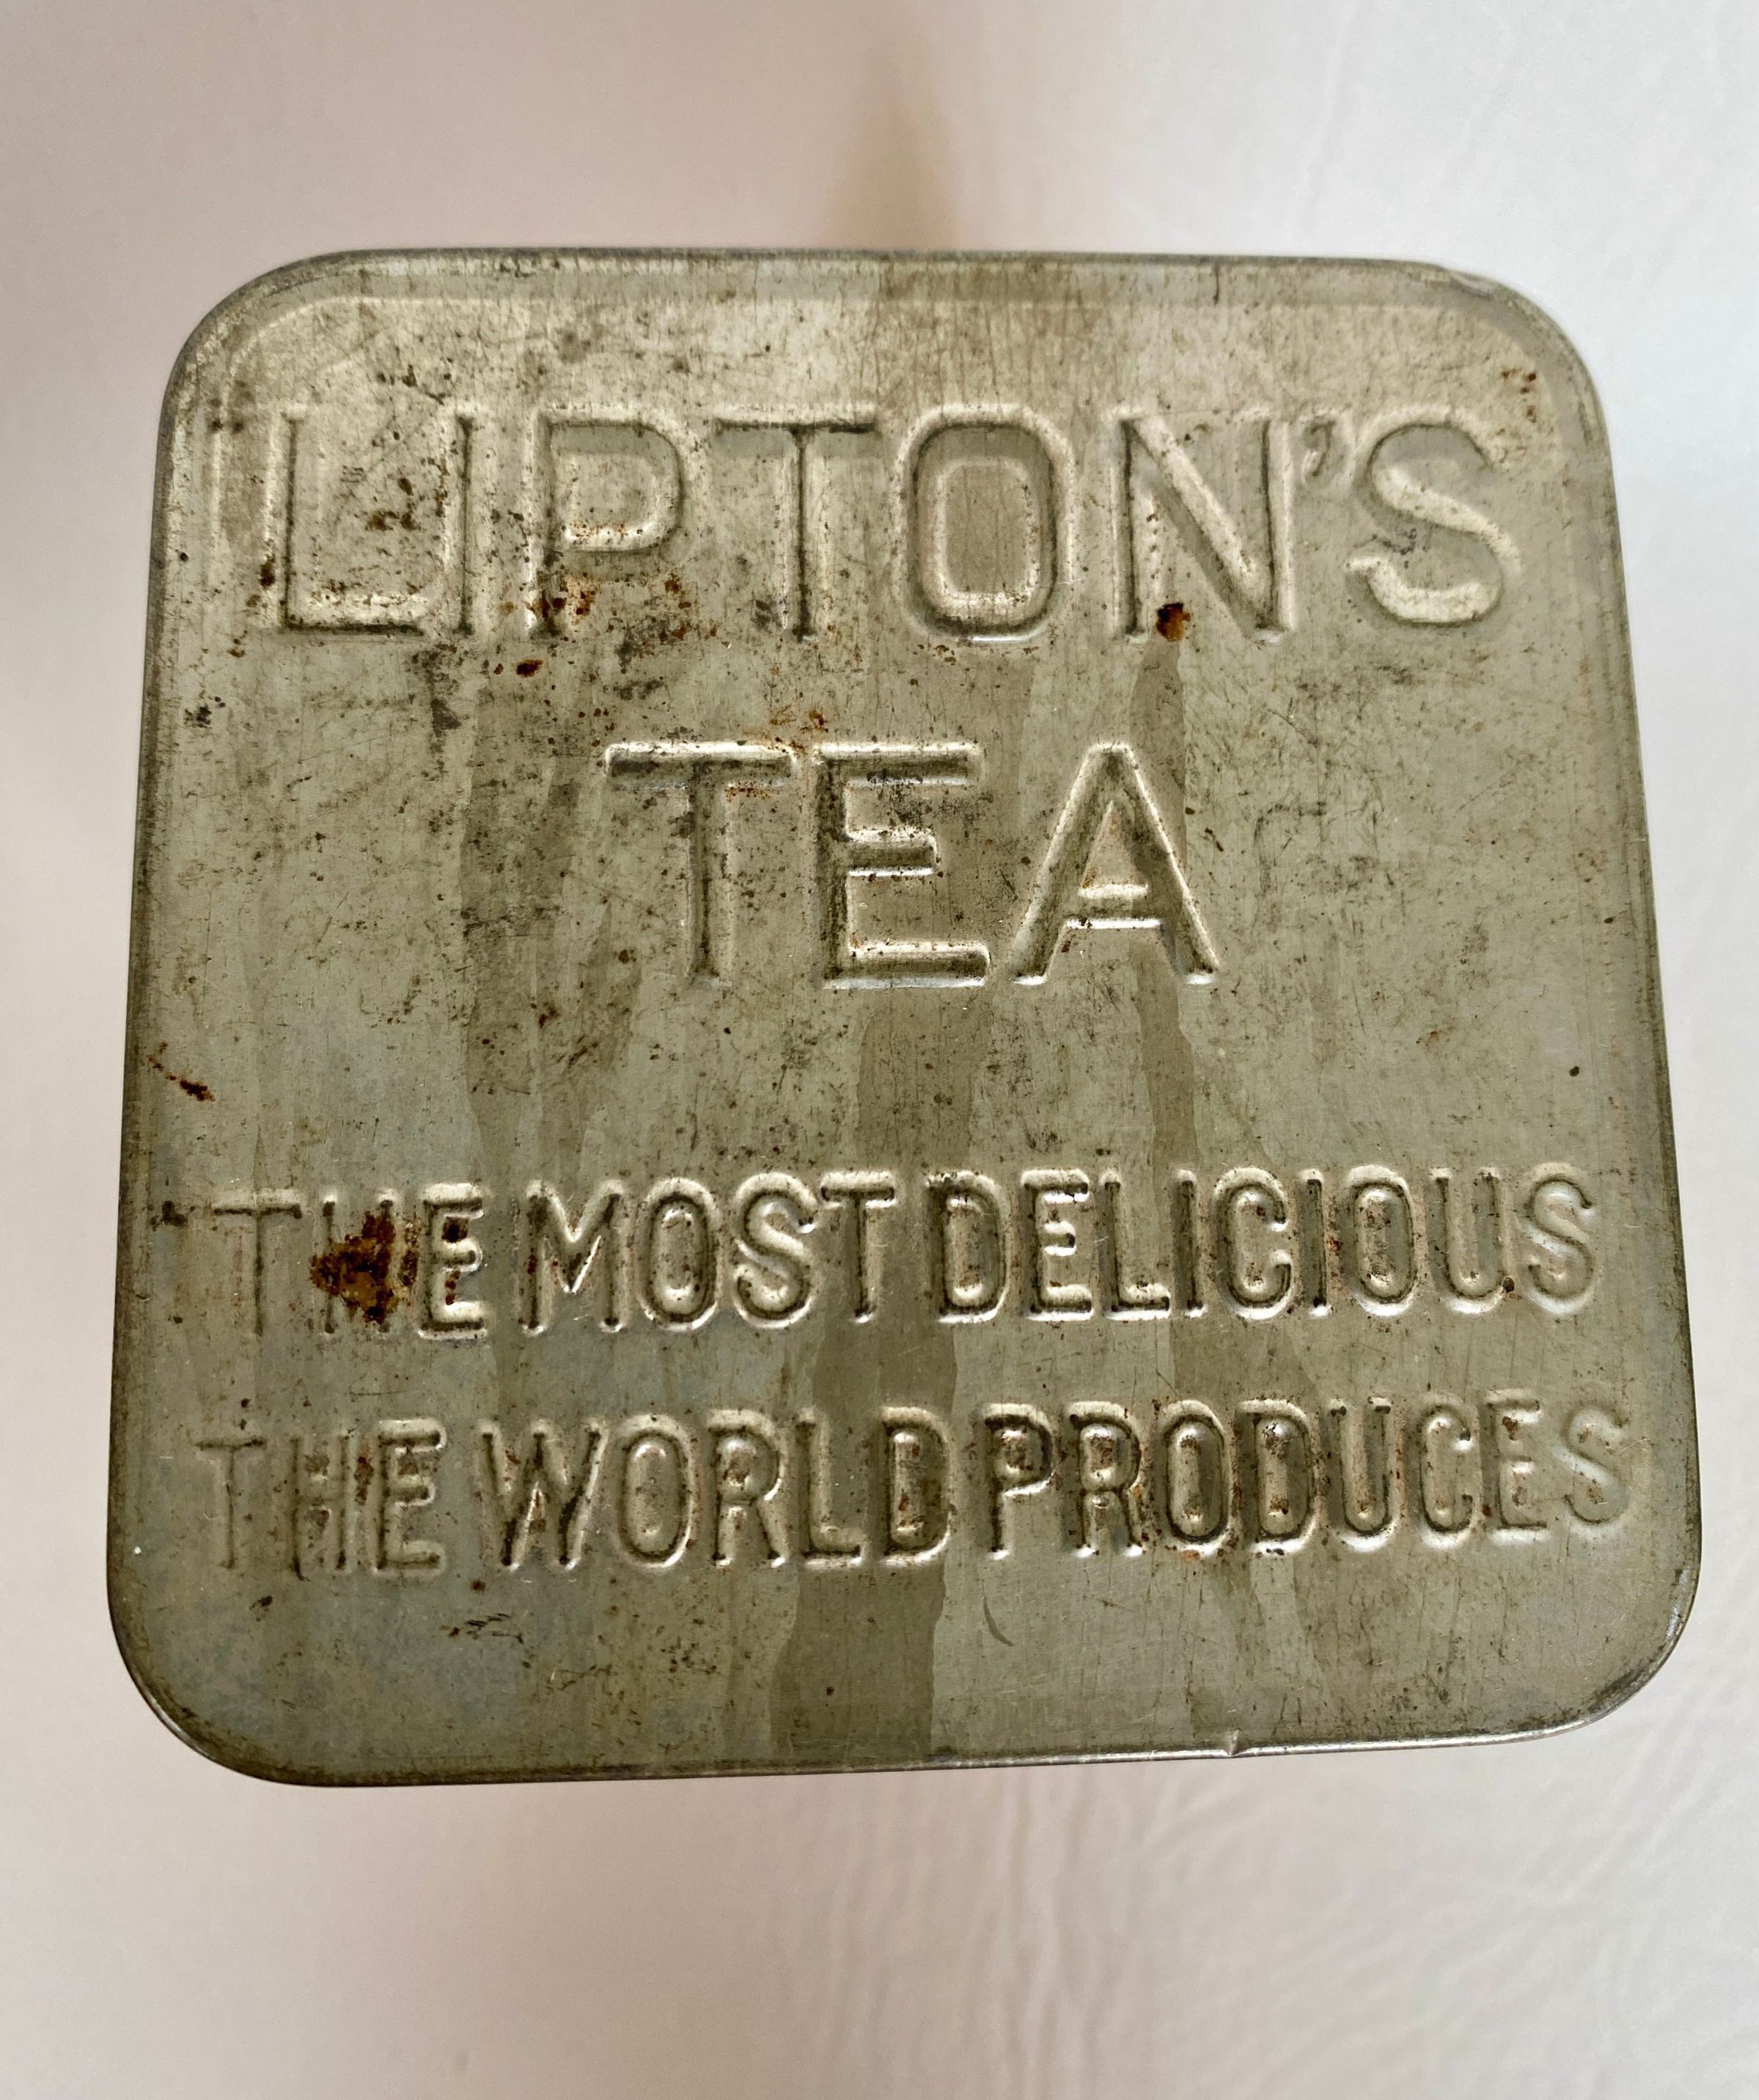 LIPTON'S
TEA
THE MOST DELICIOUS
THE WORLD PRODUCES